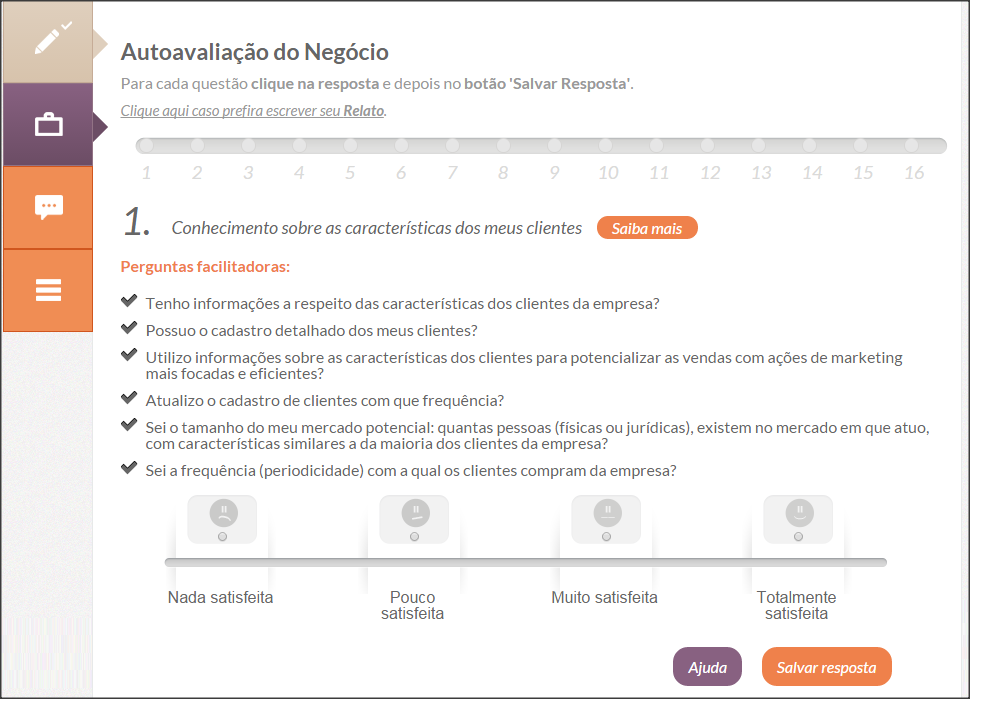 Autoavaliação do Negócio
Para cada questão clique na resposta e depois no botão 'Salvar Resposta'.
Clique aqui caso prefira escrever seu Relato.
1 2 3 4 5 6 7 8 9 10 11 12 13 14 15 16
1. Conhecimento sobre as características dos meus clientes Saiba mais
Perguntas facilitadoras:
Tenho informações a respeito das características dos clientes da empresa?
Possuo o cadastro detalhado dos meus clientes?
Utilizo informações sobre as características dos clientes para potencializar as vendas com ações de marketing
mais focadas e eficientes?
Atualizo o cadastro de clientes com que frequência?
Sei o tamanho do meu mercado potencial: quantas pessoas (físicas ou jurídicas), existem no mercado em que atuo,
com características similares a da maioria dos clientes da empresa?
Sei a frequência (periodicidade) com a qual os clientes compram da empresa?
Nada satisfeita
Pouco
satisfeita
Muito satisfeita
Totalmente
satisfeita
Ajuda
Salvar resposta